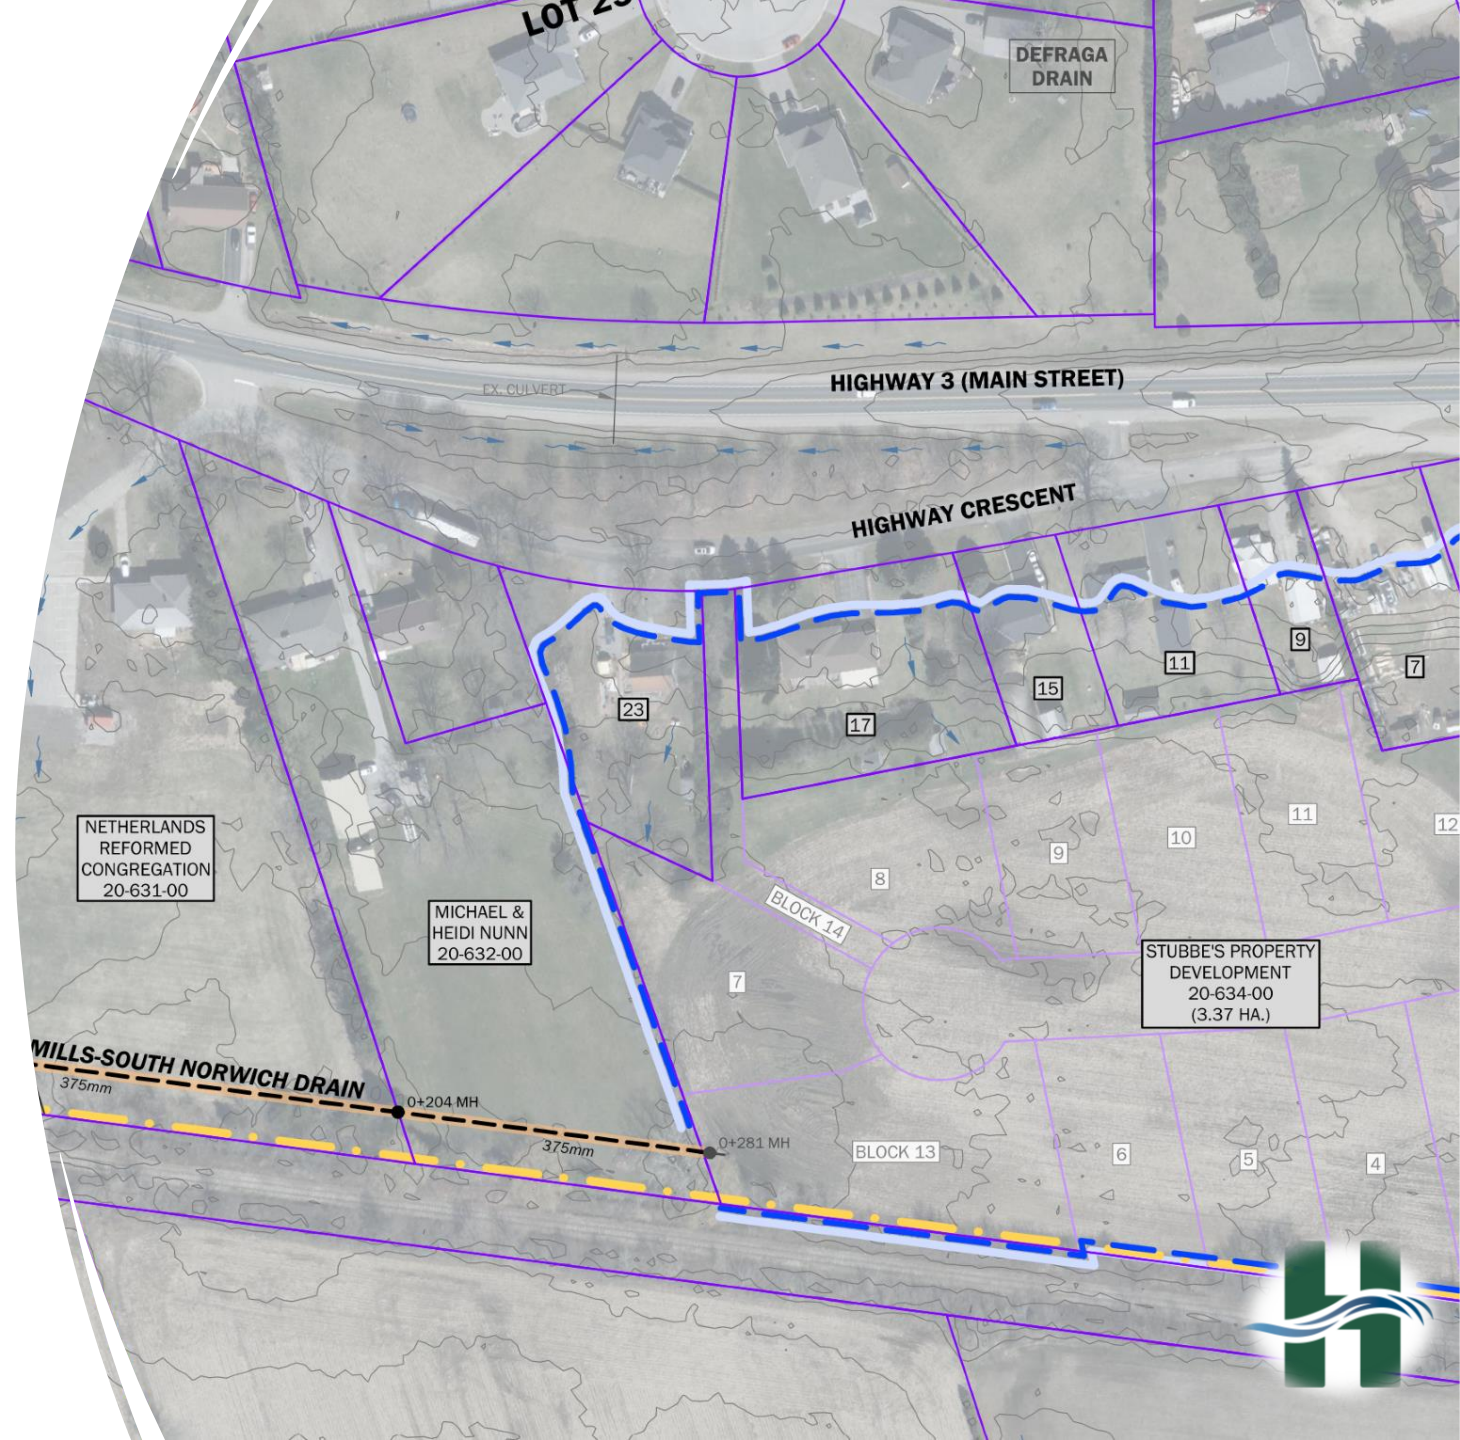 LOT 25
DEFRAGA
DRAIN
EX. CULVERT
HIGHWAY 3 (MAIN STREET)
HIGHWAY CRESCENT
9
7
11
15
23
17
NETHERLANDS
REFORMED
CONGREGATION
20-631-00
MICHAEL &
HEIDI NUNN
20-632-00
11
12
10
9
8
BLOCK 14
7
STUBBE'S PROPERTY
DEVELOPMENT
20-634-00
(3.37 HA.)
MILLS-SOUTH NORWICH DRAIN
375mm
0+204 MH
375mm
0+281 MH
BLOCK 13
6
5
4
H